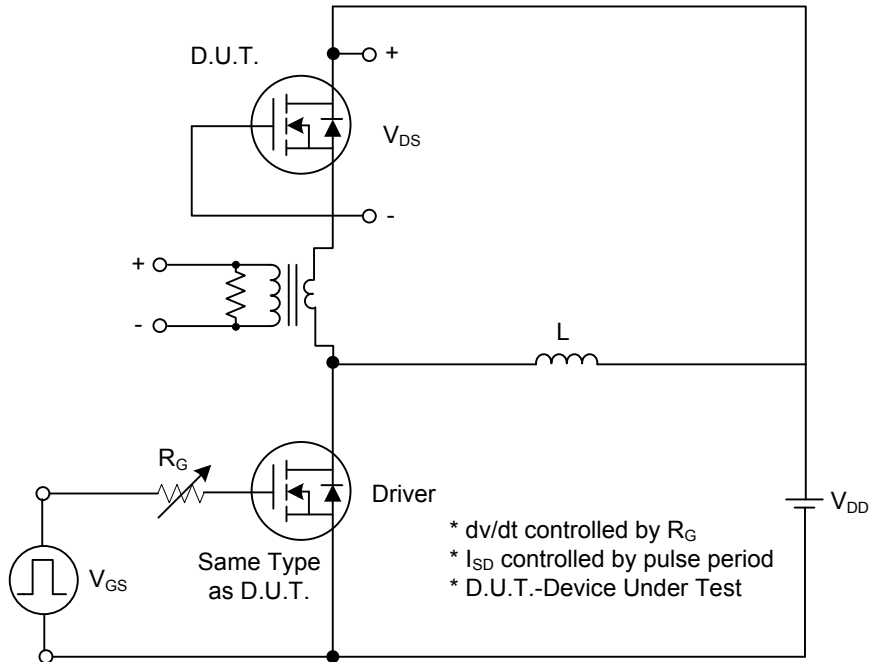 D.U.T.
+
V_DS
-
+
-
L
R_G
Driver
V_DD
V_GS
Same Type
as D.U.T.
* dv/dt controlled by R_G
* I_SD controlled by pulse period
* D.U.T.-Device Under Test